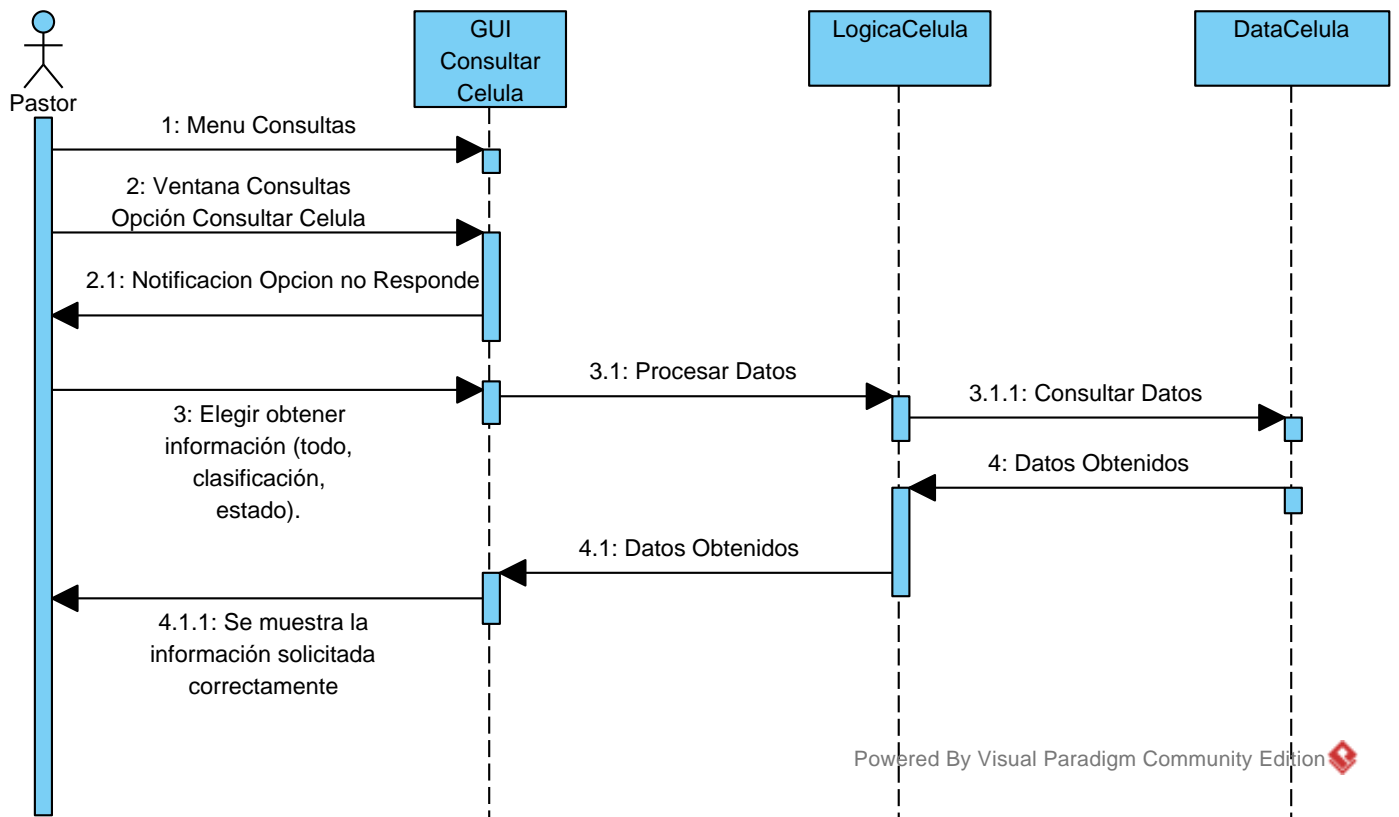 Pastor
GUI
Consultar
Celula
LogicaCelula
DataCelula
1: Menu Consultas
2: Ventana Consultas
Opción Consultar Celula
2.1: Notificacion Opcion no Responde
3: Elegir obtener
información (todo,
clasificación,
estado).
3.1: Procesar Datos
3.1.1: Consultar Datos
4: Datos Obtenidos
4.1: Datos Obtenidos
4.1.1: Se muestra la
información solicitada
correctamente
Powered By Visual Paradigm Community Edition